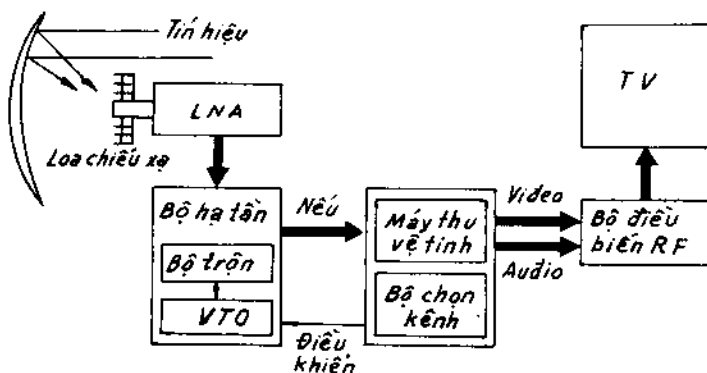 Tín hiệu
TV
LNA
Loa chiếu xạ
Bộ hạ tần
Nếu
Bộ trộn
VTO
Điều
khiển
Máy thu
vệ tinh
Bộ chọn
kênh
Video
Audio
Bộ điều
biến RF